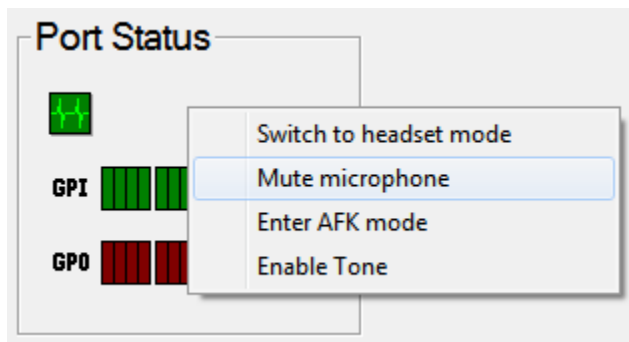 Port Status
Switch to headset mode
Mute microphone
GPI
Enter AFK mode
GPO
Enable Tone